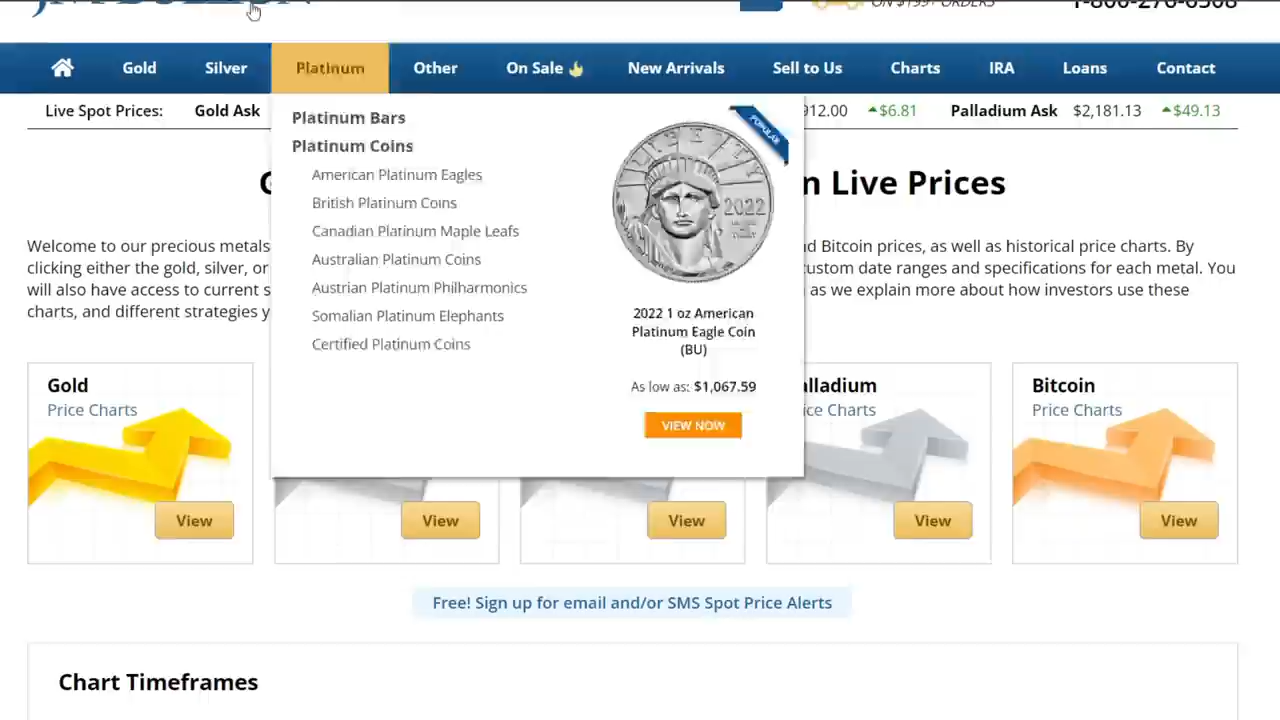 ON $199+ ORDERS
1-800-276-6508
Gold
Silver
Platinum
Other
On Sale
New Arrivals
Sell to Us
Charts
IRA
Loans
Contact
Live Spot Prices:
Gold Ask
912.00
$6.81
Palladium Ask
$2,181.13
$49.13
Platinum Bars
Platinum Coins
American Platinum Eagles
British Platinum Coins
Canadian Platinum Maple Leafs
Australian Platinum Coins
Austrian Platinum Philharmonics
Somalian Platinum Elephants
Certified Platinum Coins
POPULAR
LIBERTY
2022
2022 1 oz American
Platinum Eagle Coin
(BU)
As low as: $1,067.59
VIEW NOW
n Live Prices
Welcome to our precious metals
nd Bitcoin prices, as well as historical price charts. By
clicking either the gold, silver, or
custom date ranges and specifications for each metal. You
will also have access to current s
as we explain more about how investors use these
charts, and different strategies y
Gold
Price Charts
View
View
View
alladium
ice Charts
View
Bitcoin
Price Charts
View
Free! Sign up for email and/or SMS Spot Price Alerts
Chart Timeframes